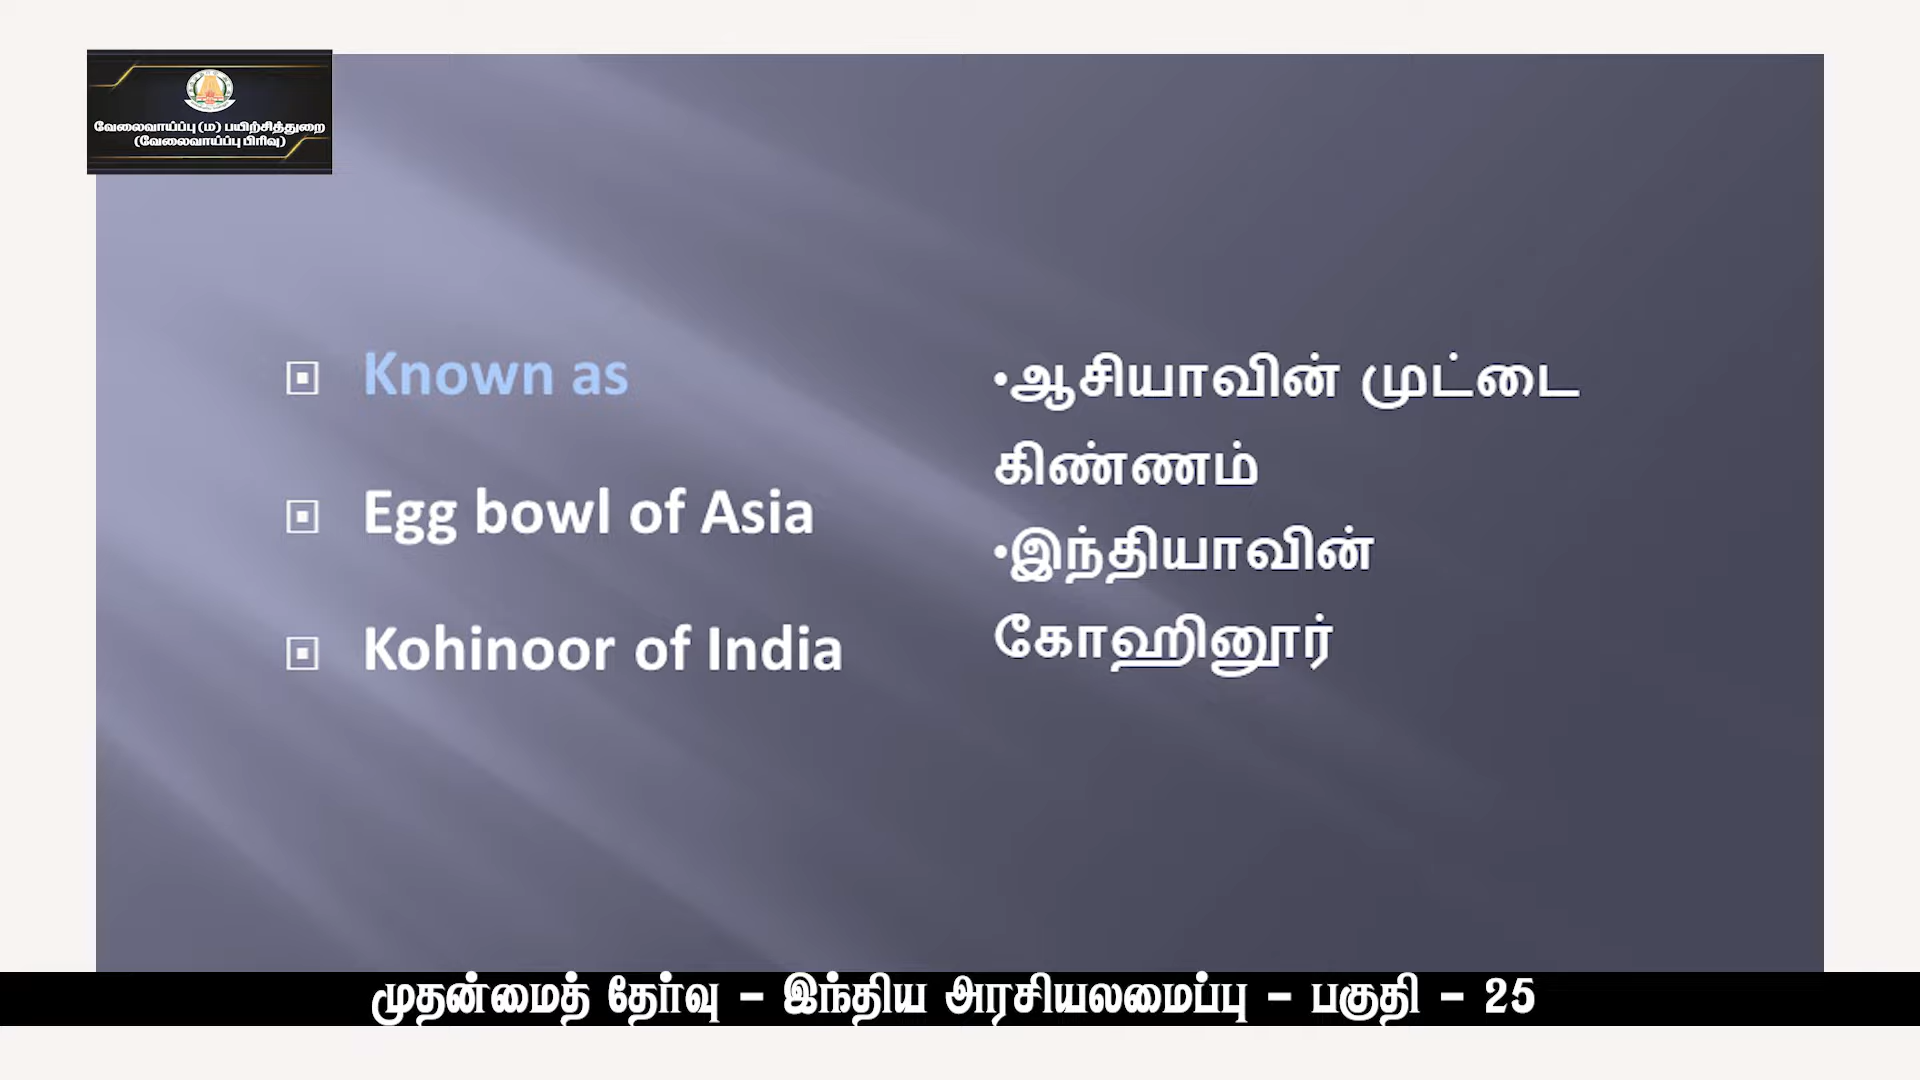 வேலைவாய்ப்பு (ம) பயிற்சித்துறை
(வேலைவாய்ப்பு பிரிவு)
Known as
Egg bowl of Asia
Kohinoor of India
•ஆசியாவின் முட்டை
கிண்ணம்
•இந்தியாவின்
கோஹினூர்
முதன்மைத் தேர்வு – இந்திய அரசியலமைப்பு – பகுதி – 25